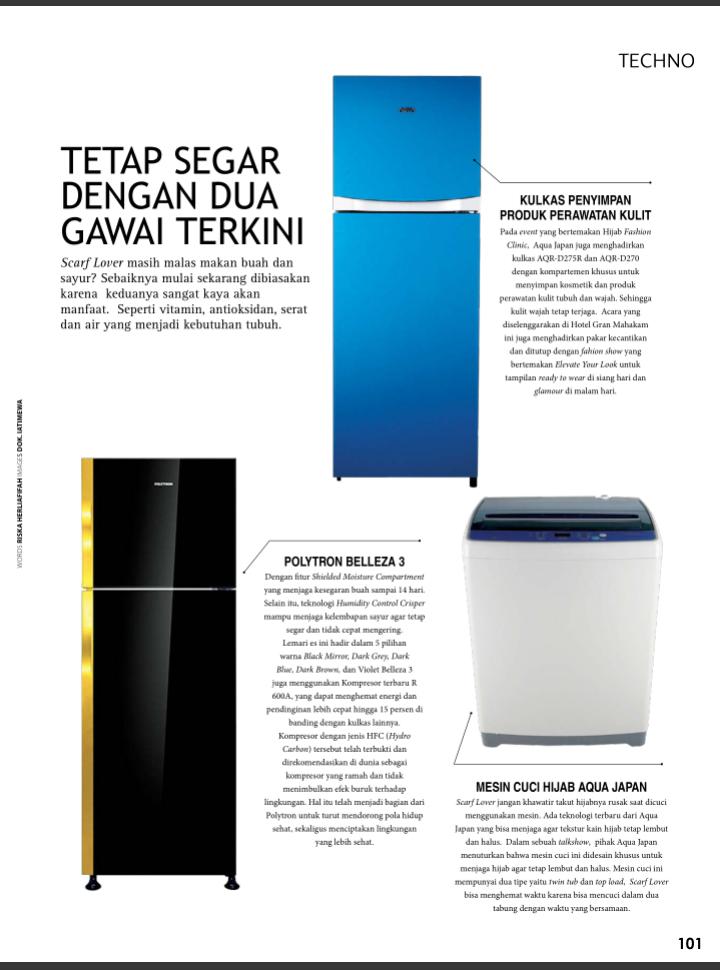 TECHNO
TETAP SEGAR
DENGAN DUA
GAWAI TERKINI
Scarf Lover masih malas makan buah dan
sayur? Sebaiknya mulai sekarang dibiasakan
karena keduanya sangat kaya akan
manfaat. Seperti vitamin, antioksidan, serat
dan air yang menjadi kebutuhan tubuh.
KULKAS PENYIMPAN
PRODUK PERAWATAN KULIT
Pada event yang bertemakan Hijab Fashion
Clinic, Aqua Japan juga menghadirkan
kulkas AQR-D275R dan AQR-D270
dengan kompartemen khusus untuk
menyimpan kosmetik dan produk
perawatan kulit tubuh dan wajah. Sehingga
kulit wajah tetap terjaga. Acara yang
diselenggarakan di Hotel Gran Mahakam
ini juga menghadirkan pakar kecantikan
dan ditutup dengan fahion show yang
bertemakan Elevate Your Look untuk
tampilan ready to wear di siang hari dan
glamour di malam hari.
WORDS RISKA HERLIAFIFAH IMAGES DOK. IATIMEWA
POLYTRON
POLYTRON BELLEZA 3
Dengan fitur Shielded Moisture Compartment
yang menjaga kesegaran buah sampai 14 hari.
Selain itu, teknologi Humidity Control Crisper
mampu menjaga kelembapan sayur agar tetap
segar dan tidak cepat mengering.
Lemari es ini hadir dalam 5 pilihan
warna Black Mirror, Dark Grey, Dark
Blue, Dark Brown, dan Violet Belleza 3
juga menggunakan Kompresor terbaru R
600A, yang dapat menghemat energi dan
pendinginan lebih cepat hingga 15 persen di
banding dengan kulkas lainnya.
Kompresor dengan jenis HFC (Hydro
Carbon) tersebut telah terbukti dan
direkomendasikan di dunia sebagai
kompresor yang ramah dan tidak
menimbulkan efek buruk terhadap
lingkungan. Hal itu telah menjadi bagian dari
Polytron untuk turut mendorong pola hidup
sehat, sekaligus menciptakan lingkungan
yang lebih sehat.
MESIN CUCI HIJAB AQUA JAPAN
Scarf Lover jangan khawatir takut hijabnya rusak saat dicuci
menggunakan mesin. Ada teknologi terbaru dari Aqua
Japan yang bisa menjaga agar tekstur kain hijab tetap lembut
dan halus. Dalam sebuah talkshow, pihak Aqua Japan
menuturkan bahwa mesin cuci ini didesain khusus untuk
menjaga hijab agar tetap lembut dan halus. Mesin cuci ini
mempunyai dua tipe yaitu twin tub dan top load, Scarf Lover
bisa menghemat waktu karena bisa mencuci dalam dua
tabung dengan waktu yang bersamaan.
101